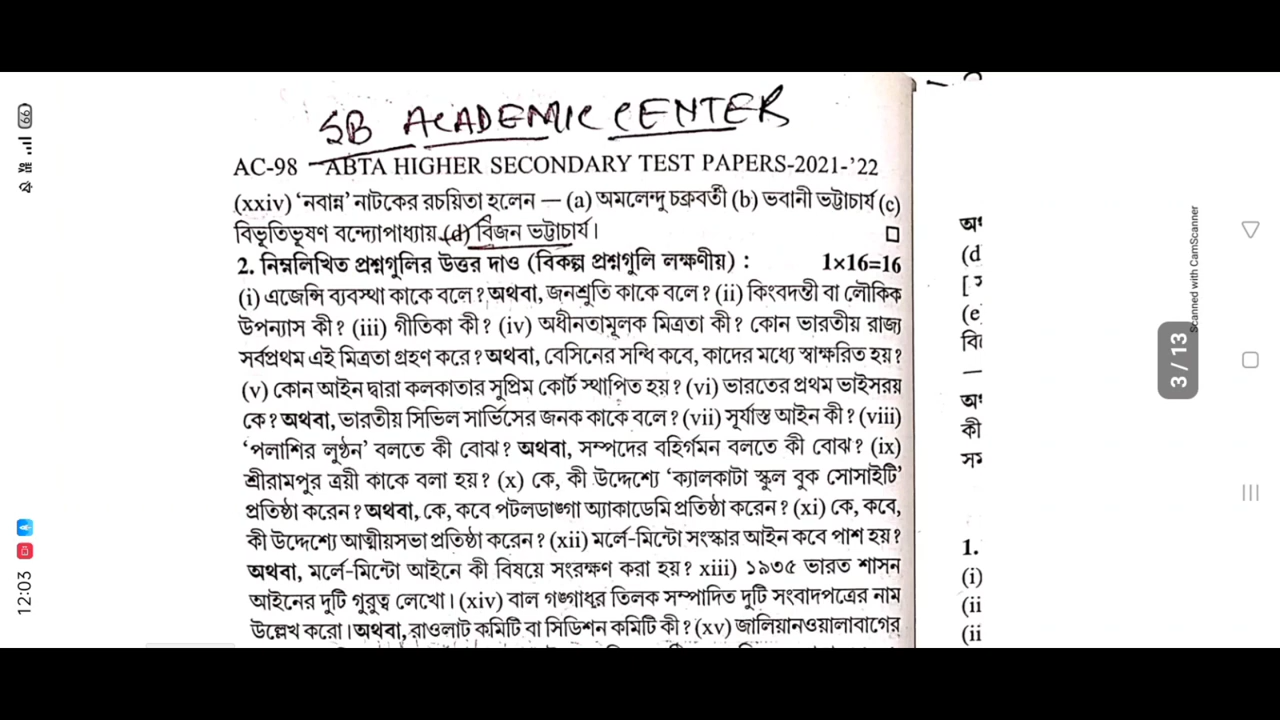 SB ACADEMIC CENTER
AC-98 ABTA HIGHER SECONDARY TEST PAPERS-2021-'22
(xxiv) 'নবান্ন' নাটকের রচয়িতা হলেন — (a) অমলেন্দু চক্রবর্তী (b) ভবানী ভট্টাচার্য (c)
বিভূতিভূষণ বন্দ্যোপাধ্যায় (d) বিজন ভট্টাচার্য।
2. নিম্নলিখিত প্রশ্নগুলির উত্তর দাও (বিকল্প প্রশ্নগুলি লক্ষণীয়) : 1×16=16
(i) এজেন্সি ব্যবস্থা কাকে বলে? অথবা, জনশ্রুতি কাকে বলে? (ii) কিংবদন্তী বা লৌকিক
উপন্যাস কী? (iii) গীতিকা কী? (iv) অধীনতামূলক মিত্রতা কী? কোন ভারতীয় রাজ্য
সর্বপ্রথম এই মিত্রতা গ্রহণ করে? অথবা, বেসিনের সন্ধি কবে, কাদের মধ্যে স্বাক্ষরিত হয়?
(v) কোন আইন দ্বারা কলকাতার সুপ্রিম কোর্ট স্থাপিত হয়? (vi) ভারতের প্রথম ভাইসরয়
কে? অথবা, ভারতীয় সিভিল সার্ভিসের জনক কাকে বলে? (vii) সূর্যাস্ত আইন কী? (viii)
'পলাশির লুণ্ঠন' বলতে কী বোঝ? অথবা, সম্পদের বহির্গমন বলতে কী বোঝ? (ix)
শ্রীরামপুর ত্রয়ী কাকে বলা হয়? (x) কে, কী উদ্দেশ্যে 'ক্যালকাটা স্কুল বুক সোসাইটি'
প্রতিষ্ঠা করেন? অথবা, কে, কবে পটলডাঙ্গা অ্যাকাডেমি প্রতিষ্ঠা করেন? (xi) কে, কবে,
কী উদ্দেশ্যে আত্মীয়সভা প্রতিষ্ঠা করেন? (xii) মর্লে-মিন্টো সংস্কার আইন কবে পাশ হয়?
অথবা, মর্লে-মিন্টো আইনে কী বিষয়ে সংরক্ষণ করা হয়? xiii) ১৯৩৫ ভারত শাসন
আইনের দুটি গুরুত্ব লেখো। (xiv) বাল গঙ্গাধর তিলক সম্পাদিত দুটি সংবাদপত্রের নাম
উল্লেখ করো। অথবা, রাওলাট কমিটি বা সিডিশন কমিটি কী? (xv) জালিয়ানওয়ালাবাগের
(d
(e
কী
1.
(i)
(ii
(ii
Scanned with CamScanner
3 / 13
66
12:03